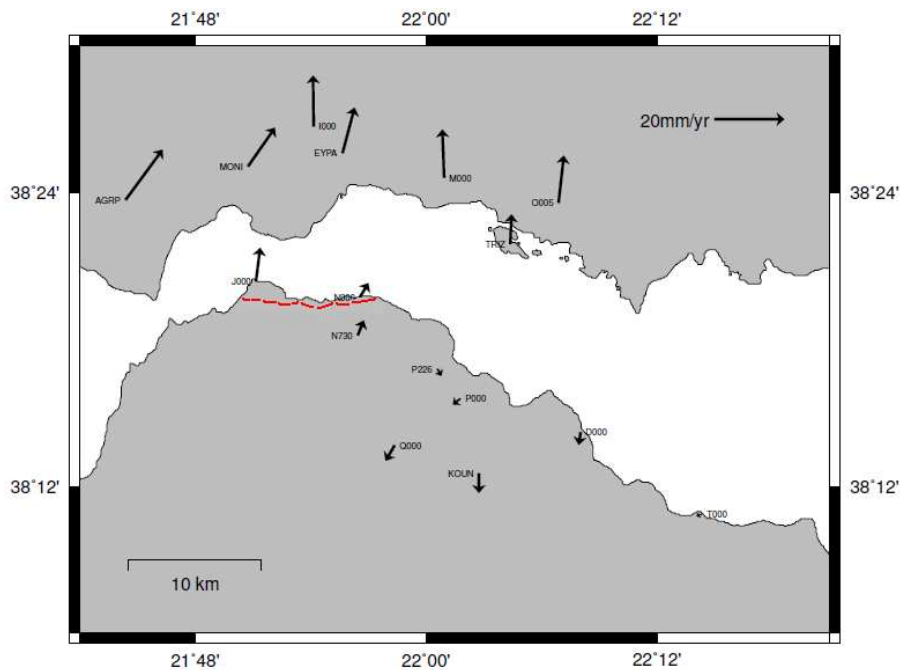 21˚48' 22˚00' 22˚12'
I000
20mm/yr
EYPA
MONI
M000
38˚24' 38˚24'
AGRP
O005
TRIZ
J000
N730
P226
P000
D000
Q000
KOUN
38˚12' 38˚12'
T000
10 km
21˚48' 22˚00' 22˚12'